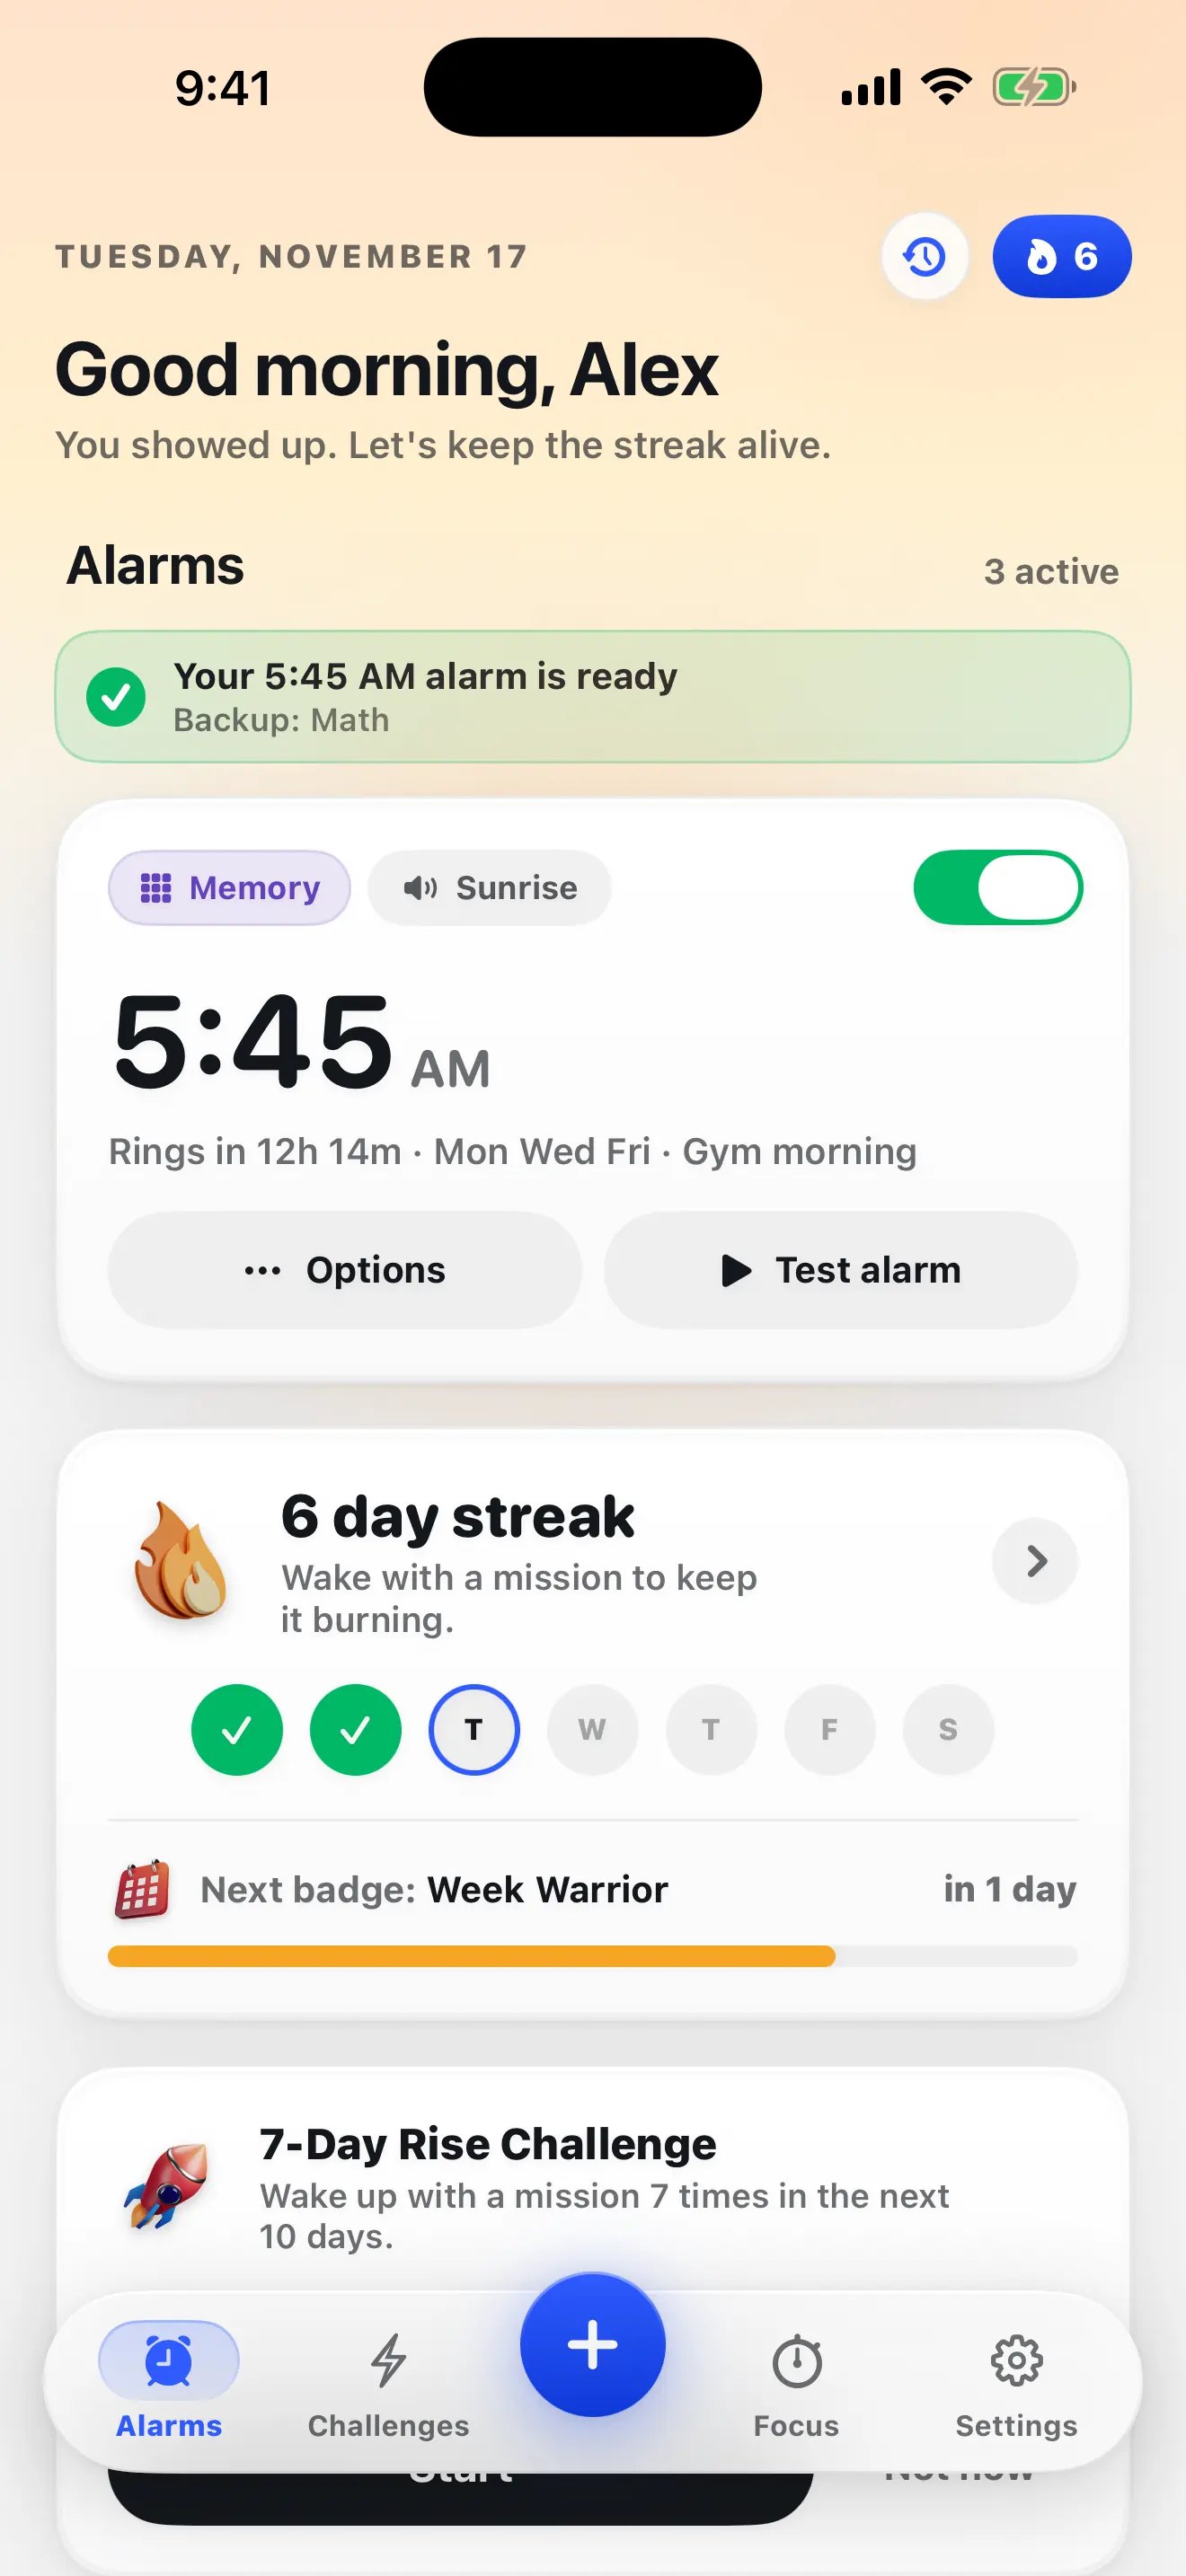 9:41
TUESDAY, NOVEMBER 17
6
Good morning, Alex
You showed up. Let's keep the streak alive.
Alarms
3 active
Your 5:45 AM alarm is ready
Backup: Math
Memory
Sunrise
5:45 AM
Rings in 12h 14m · Mon Wed Fri · Gym morning
Options
Test alarm
6 day streak
Wake with a mission to keep
it burning.
T
W
T
F
S
Next badge: Week Warrior
in 1 day
7-Day Rise Challenge
Wake up with a mission 7 times in the next
10 days.
Alarms
Challenges
Focus
Settings
Start
Not now